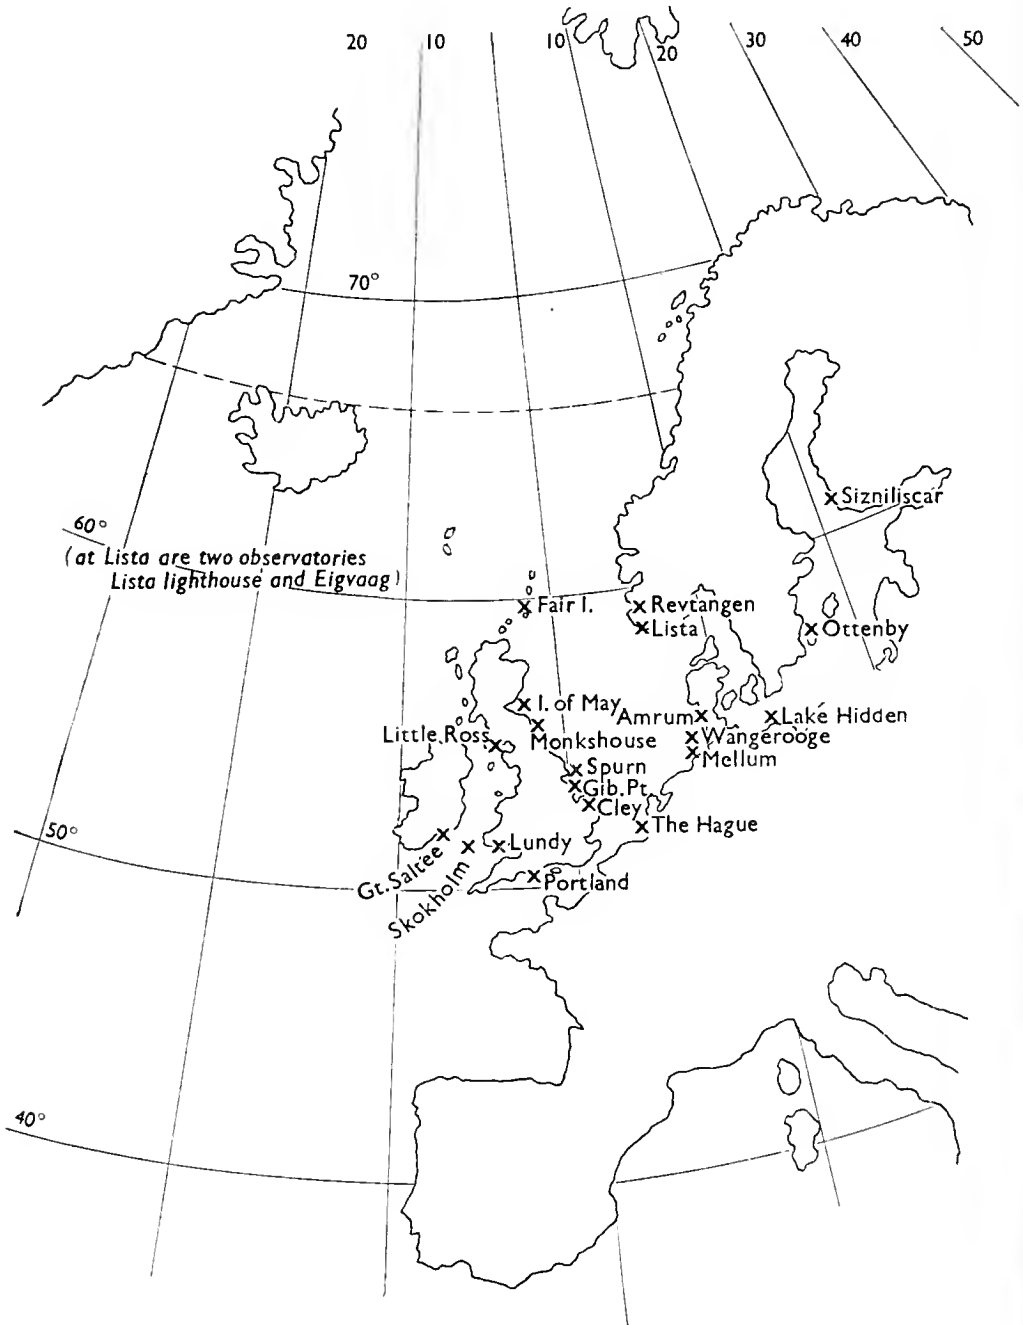 20 10 10 20 30 40 50
70°
Sizniliscar
60°
(at Lista are two observatories
Lista lighthouse and Eigvaag)
Fair I.
Revtangen
Lista
Ottenby
I. of May
Amrum
Lake Hidden
Little Ross
Monkshouse
Wangerooge
Mellum
Spurn
Gib. Pt.
Cley
The Hague
50°
Lundy
Gt. Saltee
Skokholm
Portland
40°